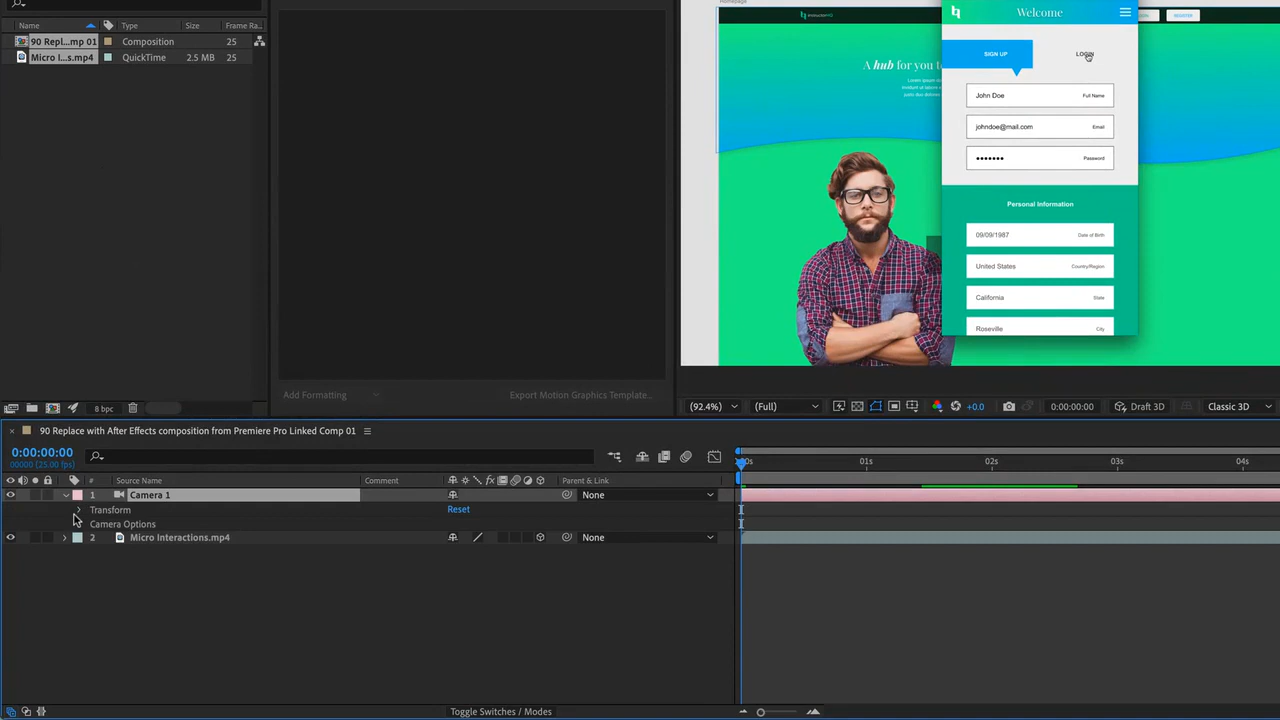 Name Type Size Frame Ra..
90 Repl...mp 01 Composition 25
Micro I...s.mp4 QuickTime 2.5 MB 25
8 bpc
Add Formatting Export Motion Graphics Template...
Homepage
REGISTER
A hub for you t
Welcome
SIGN UP LOGIN
John Doe Full Name
johndoe@mail.com Email
••••••• Password
Personal Information
09/09/1987 Date of Birth
United States Country/Region
California State
Roseville City
(92.4%) (Full) +0.0 0:00:00:00 Draft 3D Classic 3D
90 Replace with After Effects composition from Premiere Pro Linked Comp 01
0:00:00:00
00000 (25.00 fps)
:00s 01s 02s 03s 04s
# Source Name Comment Parent & Link
1 Camera 1 None
Transform Reset
Camera Options
2 Micro Interactions.mp4 None
Toggle Switches / Modes